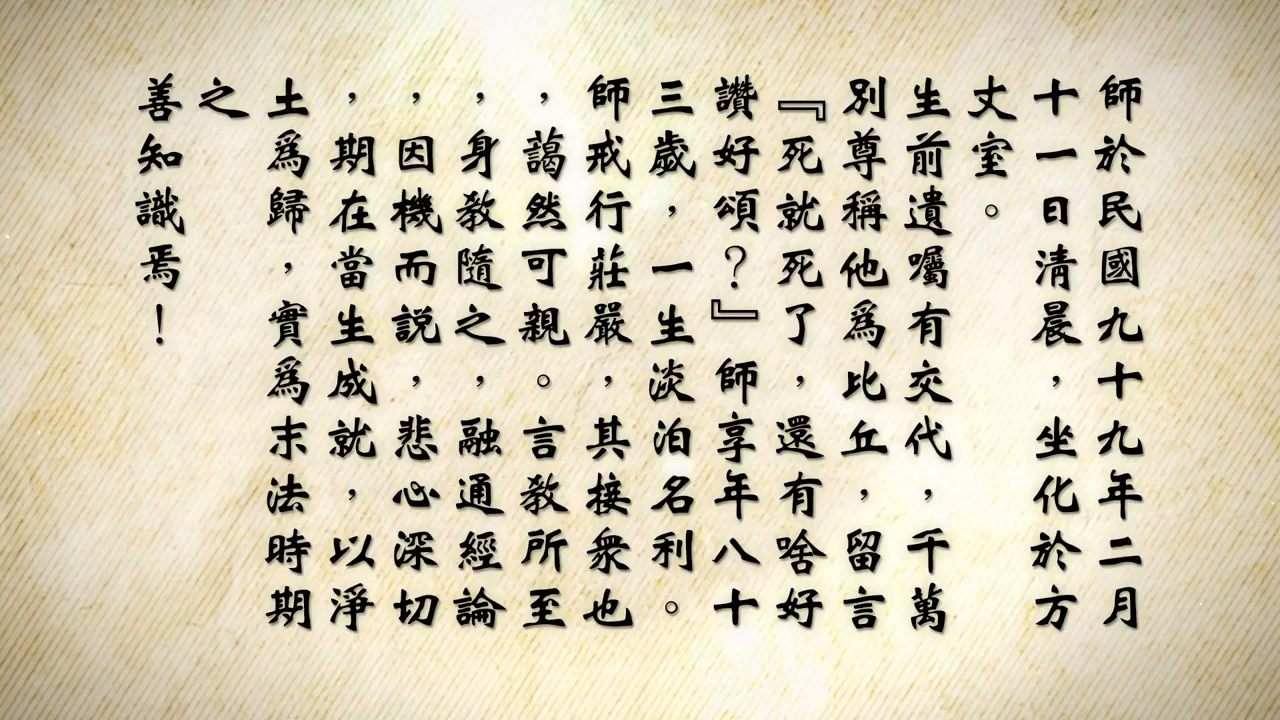 師於民國九十九年二月
十一日清晨，坐化於方
丈室。
生前遺囑有交代，千萬
別尊稱他爲比丘，留言
『死就死了，還有啥好
讚好頌？』師享年八十
三歲，一生淡泊名利。
師戒行莊嚴，其接衆也
，藹然可親。言教所至
，身教隨之，融通經論
，因機而説，悲心深切
，期在當生成就，以淨
土爲歸，實爲末法時期
之
善知識焉！